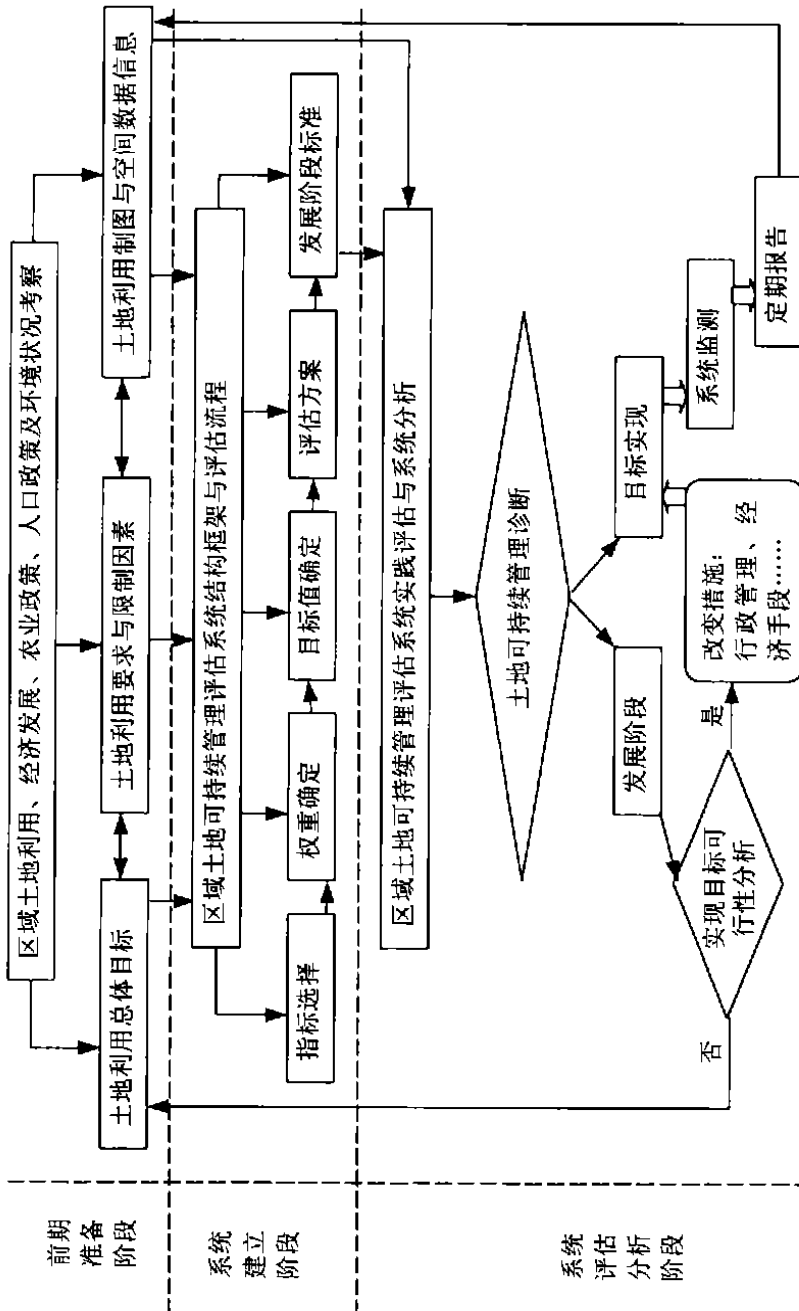 前期
准备
阶段
区域土地利用、经济发展、农业政策、人口政策及环境状况考察
土地利用总体目标
土地利用要求与限制因素
土地利用制图与空间数据信息
系统
建立
阶段
区域土地可持续管理评估系统结构框架与评估流程
指标选择
权重确定
目标值确定
评估方案
发展阶段标准
系统
评估
分析
阶段
区域土地可持续管理评估系统实践评估与系统分析
土地可持续管理诊断
发展阶段
目标实现
系统监测
定期报告
实现目标可
行性分析
否
是
改变措施：
行政管理、经
济手段……